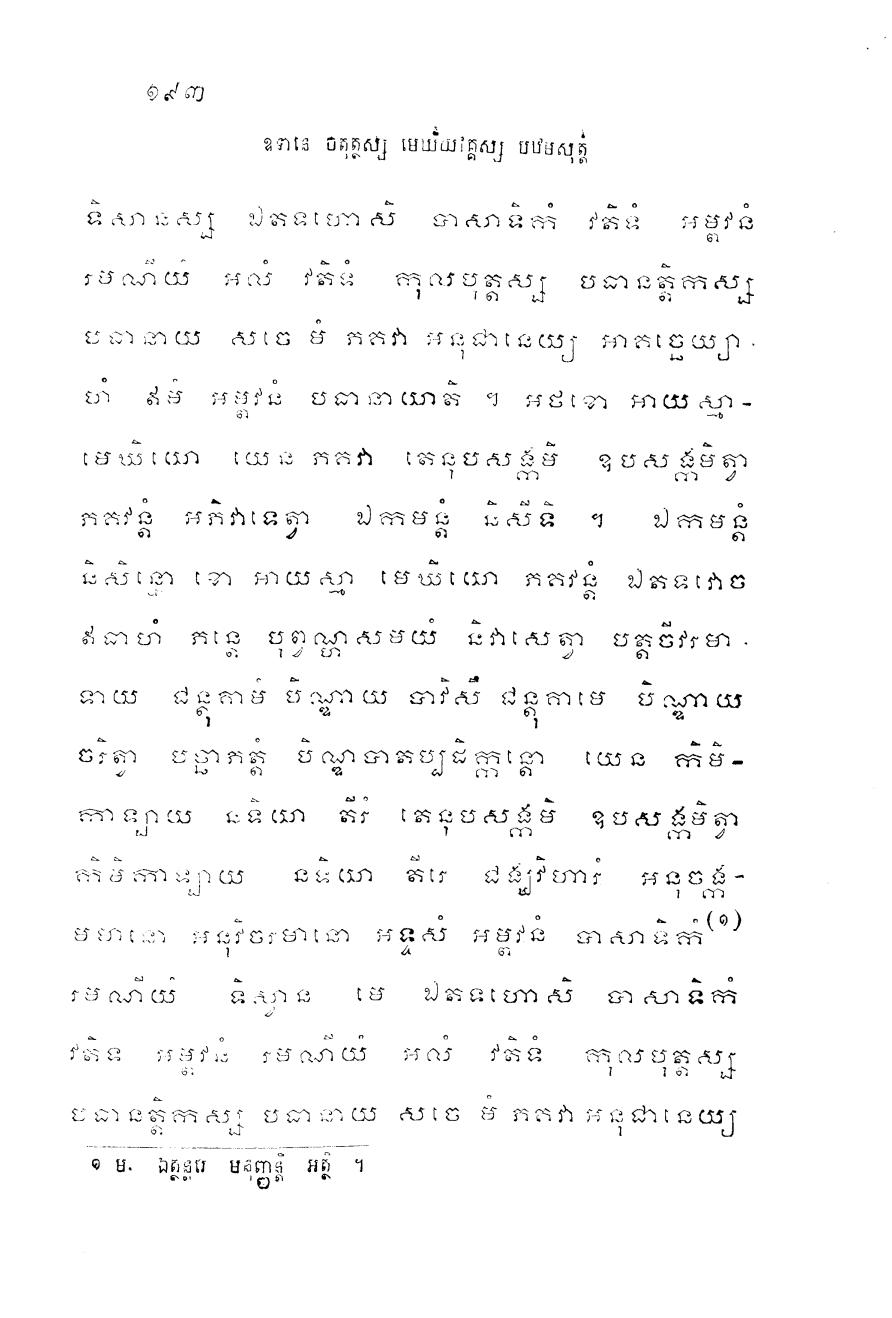 ១៩៣
ឧទានេ ចតុត្ថស្ស មេឃិយវគ្គស្ស បឋមសុត្តំ
ទិសានស្ស ឯតទហោសិ បាសាទិកំ វតិទំ អម្ពវនំ
រមណីយំ អលំ វតិទំ កុលបុត្តស្ស បធានត្តិកស្ស
បធានាយ សចេ មំ ភគវា អនុជានេយ្យ អាគច្ឆេយ្យា-
ហំ ឥមំ អម្ពវនំ បធានាយាតិ ។ អថខោ អាយស្មា-
មេឃិយោ យេន ភគវា តេនុបសង្កមិ ឧបសង្កមិត្វា
ភគវន្តំ អភិវាទេត្វា ឯកមន្តំ និសីទិ ។ ឯកមន្តំ
និសិន្នោ ខោ អាយស្មា មេឃិយោ ភគវន្តំ ឯតទវោច
ឥធាហំ ភន្តេ បុព្វណ្ហសមយំ និវាសេត្វា បត្តចីវរមា-
ទាយ ជន្តុគាមំ បិណ្ឌាយ បាវិសឹ ជន្តុគាមេ បិណ្ឌាយ
ចរិត្វា បច្ឆាភត្តំ បិណ្ឌបាតប្បដិក្កន្តោ យេន កិមិ-
កាឡាយ នទិយា តីរំ តេនុបសង្កមិ ឧបសង្កមិត្វា
កិមិកាឡាយ នទិយា តីរេ ជង្ឃវិហារំ អនុចង្ក-
មមានោ អនុវិចរមានោ អទ្ទសំ អម្ពវនំ បាសាទិកំ(១)
រមណីយំ ទិស្វាន មេ ឯតទហោសិ បាសាទិកំ
វតិទ អម្ពវនំ រមណីយំ អលំ វតិទំ កុលបុត្តស្ស
បធានត្តិកស្ស បធានាយ សចេ មំ ភគវា អនុជានេយ្យ
១ ម. ឯត្ថន្តរេ មនុញ្ញន្តិ អត្ថិ ។